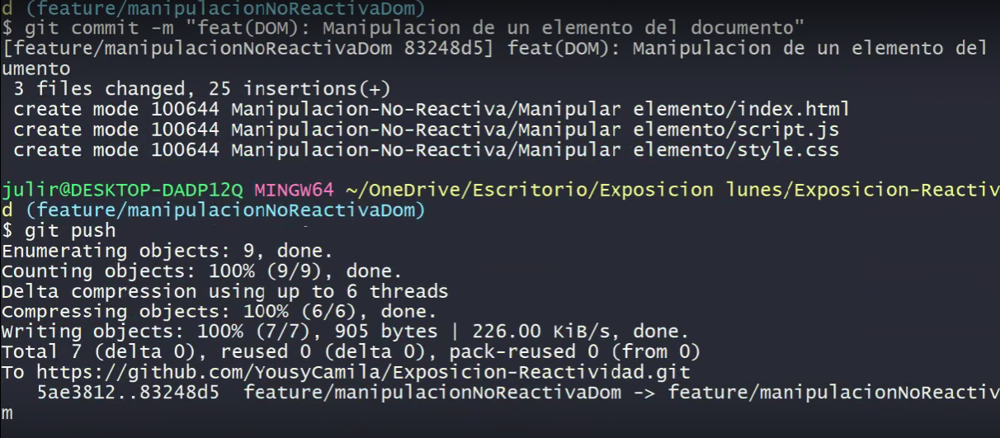 d (feature/manipulacionNoReactivaDom)
$ git commit -m "feat(DOM): Manipulacion de un elemento del documento"
[feature/manipulacionNoReactivaDom 83248d5] feat(DOM): Manipulacion de un elemento del
umento
 3 files changed, 25 insertions(+)
 create mode 100644 Manipulacion-No-Reactiva/Manipular elemento/index.html
 create mode 100644 Manipulacion-No-Reactiva/Manipular elemento/script.js
 create mode 100644 Manipulacion-No-Reactiva/Manipular elemento/style.css
julir@DESKTOP-DADP12Q MINGW64 ~/OneDrive/Escritorio/Exposicion lunes/Exposicion-Reactiv
d (feature/manipulacionNoReactivaDom)
$ git push
Enumerating objects: 9, done.
Counting objects: 100% (9/9), done.
Delta compression using up to 6 threads
Compressing objects: 100% (6/6), done.
Writing objects: 100% (7/7), 905 bytes | 226.00 KiB/s, done.
Total 7 (delta 0), reused 0 (delta 0), pack-reused 0 (from 0)
To https://github.com/YousyCamila/Exposicion-Reactividad.git
   5ae3812..83248d5  feature/manipulacionNoReactivaDom -> feature/manipulacionNoReactiv
m